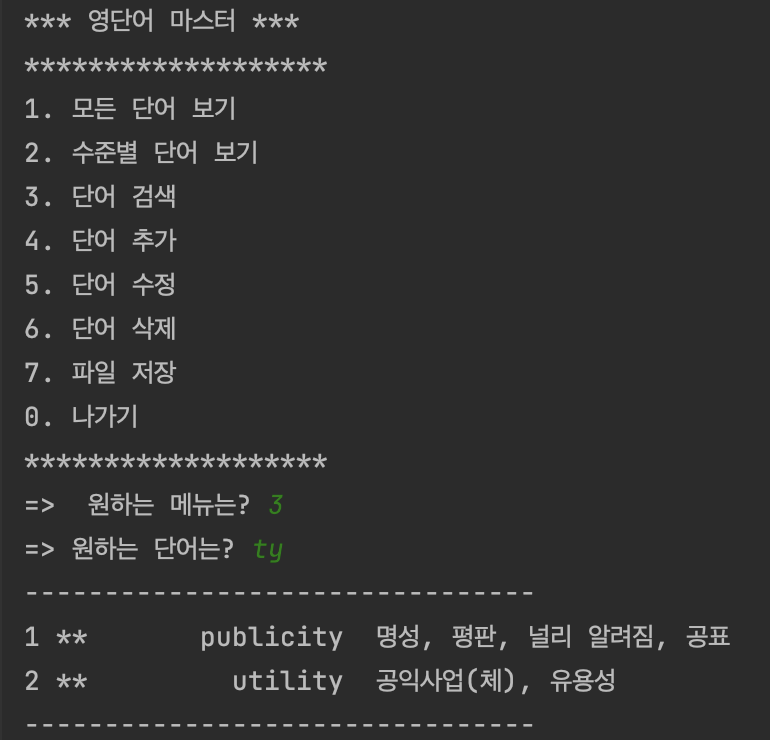 *** 영단어 마스터 ***
*******************
1. 모든 단어 보기
2. 수준별 단어 보기
3. 단어 검색
4. 단어 추가
5. 단어 수정
6. 단어 삭제
7. 파일 저장
0. 나가기
*******************
=>  원하는 메뉴는? 3
=> 원하는 단어는? ty
--------------------------------
1 **       publicity  명성, 평판, 널리 알려짐, 공표
2 **         utility  공익사업(체), 유용성
--------------------------------